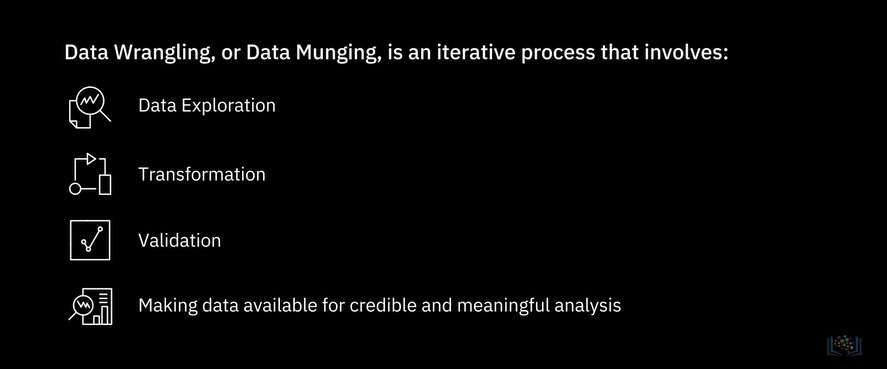 Data Wrangling, or Data Munging, is an iterative process that involves:
Data Exploration
Transformation
Validation
Making data available for credible and meaningful analysis